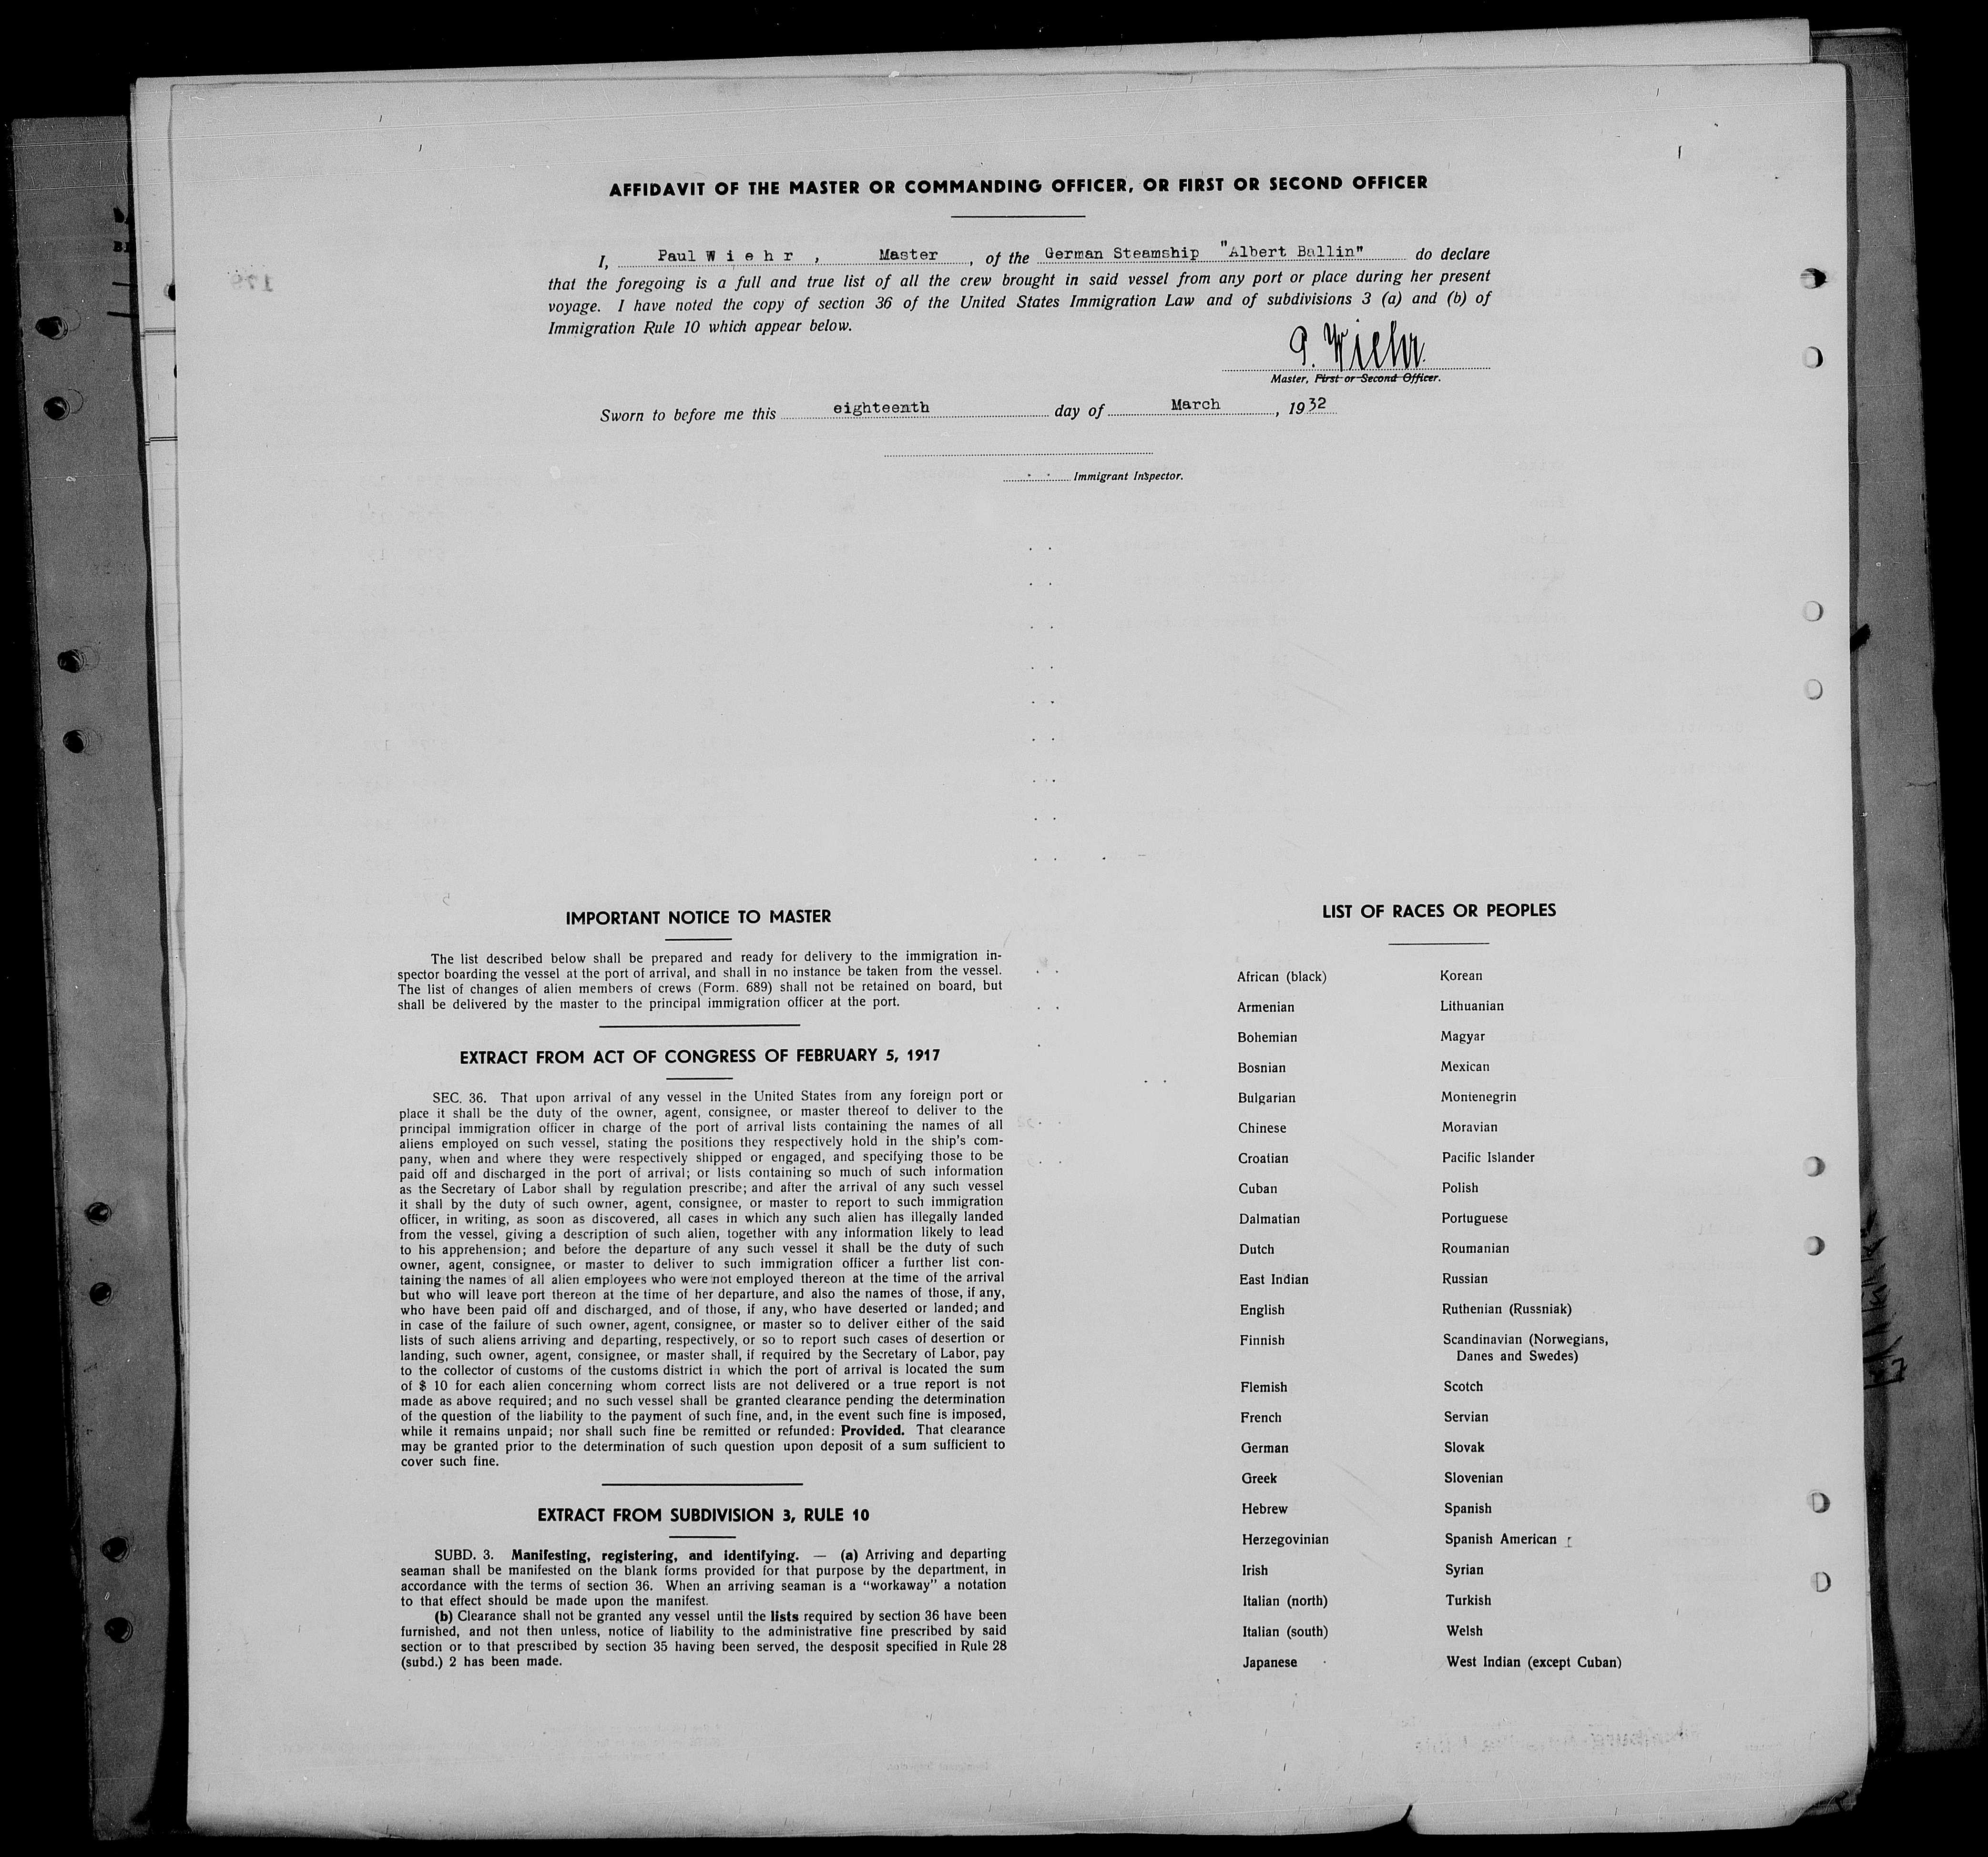 AFFIDAVIT OF THE MASTER OR COMMANDING OFFICER, OR FIRST OR SECOND OFFICER
I, Paul W i e h r , Master , of the German Steamship "Albert Ballin" do declare
that the foregoing is a full and true list of all the crew brought in said vessel from any port or place during her present
voyage. I have noted the copy of section 36 of the United States Immigration Law and of subdivisions 3 (a) and (b) of
Immigration Rule 10 which appear below.
P. Wiehr.
Master, First or Second Officer.
Sworn to before me this eighteenth day of March , 1932
Immigrant Inspector.
IMPORTANT NOTICE TO MASTER
The list described below shall be prepared and ready for delivery to the immigration in-
spector boarding the vessel at the port of arrival, and shall in no instance be taken from the vessel.
The list of changes of alien members of crews (Form. 689) shall not be retained on board, but
shall be delivered by the master to the principal immigration officer at the port.
EXTRACT FROM ACT OF CONGRESS OF FEBRUARY 5, 1917
SEC. 36. That upon arrival of any vessel in the United States from any foreign port or
place it shall be the duty of the owner, agent, consignee, or master thereof to deliver to the
principal immigration officer in charge of the port of arrival lists containing the names of all
aliens employed on such vessel, stating the positions they respectively hold in the ship's com-
pany, when and where they were respectively shipped or engaged, and specifying those to be
paid off and discharged in the port of arrival; or lists containing so much of such information
as the Secretary of Labor shall by regulation prescribe; and after the arrival of any such vessel
it shall by the duty of such owner, agent, consignee, or master to report to such immigration
officer, in writing, as soon as discovered, all cases in which any such alien has illegally landed
from the vessel, giving a description of such alien, together with any information likely to lead
to his apprehension; and before the departure of any such vessel it shall be the duty of such
owner, agent, consignee, or master to deliver to such immigration officer a further list con-
taining the names of all alien employees who were not employed thereon at the time of the arrival
but who will leave port thereon at the time of her departure, and also the names of those, if any,
who have been paid off and discharged, and of those, if any, who have deserted or landed; and
in case of the failure of such owner, agent, consignee, or master so to deliver either of the said
lists of such aliens arriving and departing, respectively, or so to report such cases of desertion or
landing, such owner, agent, consignee, or master shall, if required by the Secretary of Labor, pay
to the collector of customs of the customs district in which the port of arrival is located the sum
of $ 10 for each alien concerning whom correct lists are not delivered or a true report is not
made as above required; and no such vessel shall be granted clearance pending the determination
of the question of the liability to the payment of such fine, and, in the event such fine is imposed,
while it remains unpaid; nor shall such fine be remitted or refunded: Provided. That clearance
may be granted prior to the determination of such question upon deposit of a sum sufficient to
cover such fine.
EXTRACT FROM SUBDIVISION 3, RULE 10
SUBD. 3. Manifesting, registering, and identifying. — (a) Arriving and departing
seaman shall be manifested on the blank forms provided for that purpose by the department, in
accordance with the terms of section 36. When an arriving seaman is a "workaway" a notation
to that effect should be made upon the manifest.
(b) Clearance shall not be granted any vessel until the lists required by section 36 have been
furnished, and not then unless, notice of liability to the administrative fine prescribed by said
section or to that prescribed by section 35 having been served, the desposit specified in Rule 28
(subd.) 2 has been made.
LIST OF RACES OR PEOPLES
African (black) Korean
Armenian Lithuanian
Bohemian Magyar
Bosnian Mexican
Bulgarian Montenegrin
Chinese Moravian
Croatian Pacific Islander
Cuban Polish
Dalmatian Portuguese
Dutch Roumanian
East Indian Russian
English Ruthenian (Russniak)
Finnish Scandinavian (Norwegians,
Danes and Swedes)
Flemish Scotch
French Servian
German Slovak
Greek Slovenian
Hebrew Spanish
Herzegovinian Spanish American
Irish Syrian
Italian (north) Turkish
Italian (south) Welsh
Japanese West Indian (except Cuban)